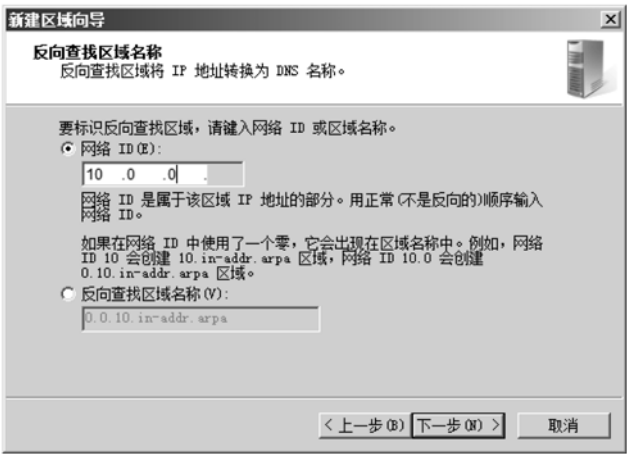 新建区域向导
反向查找区域名称
反向查找区域将 IP 地址转换为 DNS 名称。
要标识反向查找区域，请键入网络 ID 或区域名称。
网络 ID(E):
10 .0 .0 .
网络 ID 是属于该区域 IP 地址的部分。用正常(不是反向的)顺序输入
网络 ID。
如果在网络 ID 中使用了一个零，它会出现在区域名称中。例如，网络
ID 10 会创建 10.in-addr.arpa 区域，网络 ID 10.0 会创建
0.10.in-addr.arpa 区域。
反向查找区域名称(V):
0.0.10.in-addr.arpa
< 上一步(B) 下一步(N) > 取消